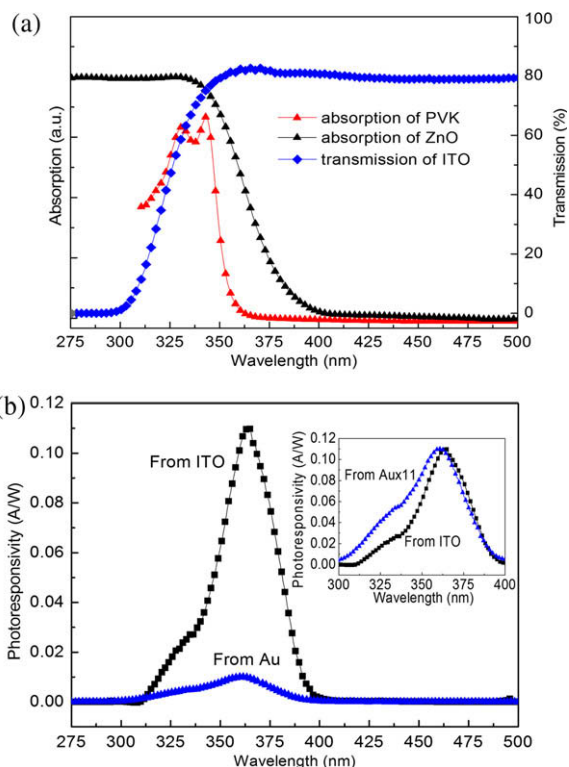 (a)
100
80
60
40
20
0
Absorption (a.u.)
Transmission (%)
absorption of PVK
absorption of ZnO
transmission of ITO
275 300 325 350 375 400 425 450 475 500
Wavelength (nm)
(b)
0.12
0.10
0.08
0.06
0.04
0.02
0.00
Photoresponsivity (A/W)
From ITO
From Au
275 300 325 350 375 400 425 450 475 500
Wavelength (nm)
0.12
0.10
0.08
0.06
0.04
0.02
0.00
Photoresponsivity (A/W)
From Aux11
From ITO
300 325 350 375 400
Wavelength (nm)